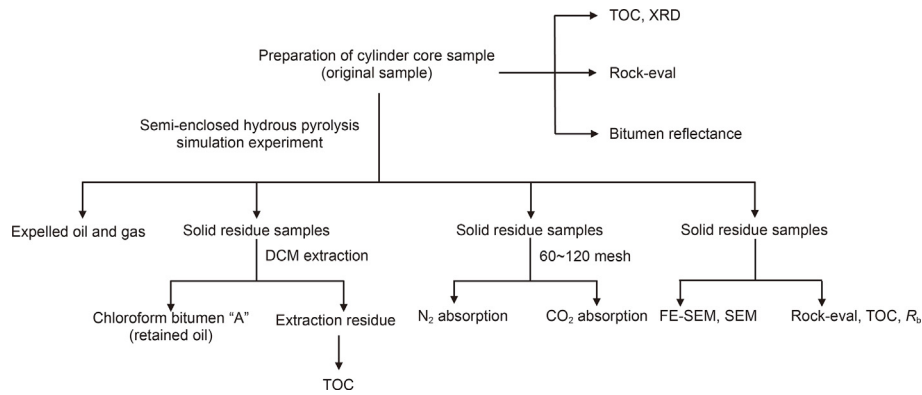 TOC, XRD
Preparation of cylinder core sample
(original sample)
Rock-eval
Semi-enclosed hydrous pyrolysis
simulation experiment
Bitumen reflectance
Expelled oil and gas
Solid residue samples
Solid residue samples
Solid residue samples
DCM extraction
60~120 mesh
Chloroform bitumen “A”
(retained oil)
Extraction residue
N₂ absorption
CO₂ absorption
FE-SEM, SEM
Rock-eval, TOC, Rb
TOC